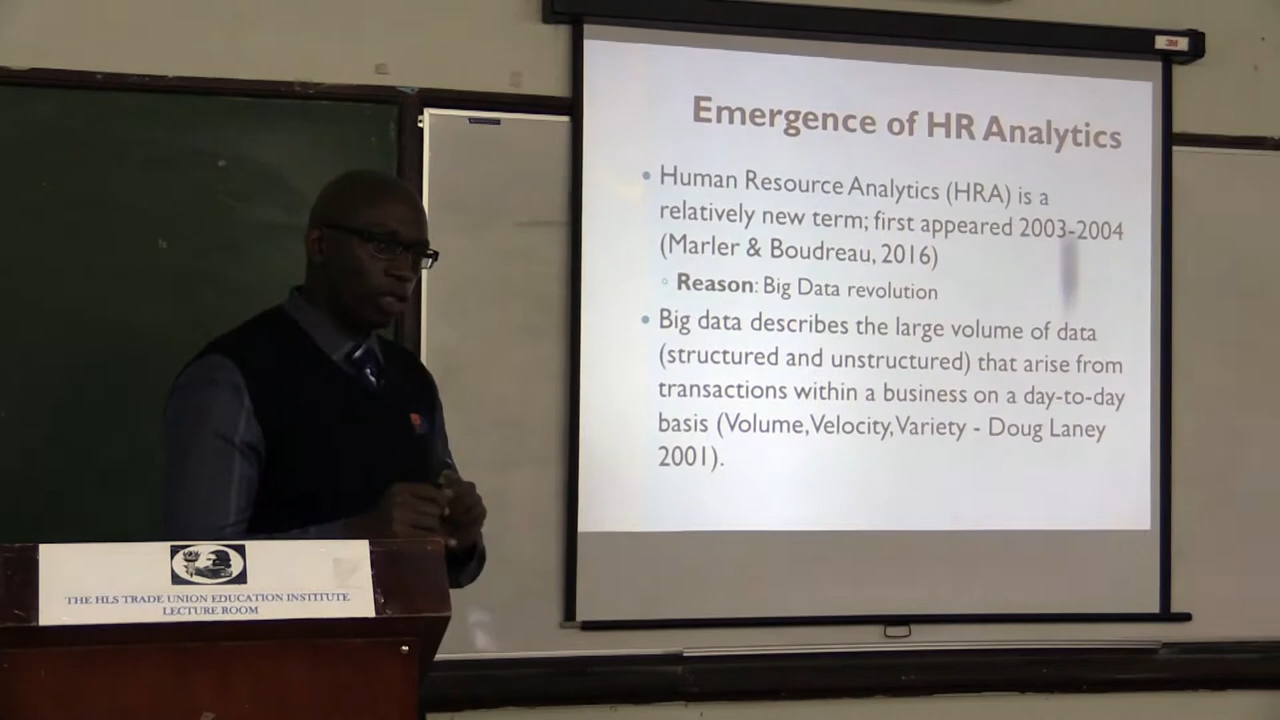 3M
Emergence of HR Analytics
• Human Resource Analytics (HRA) is a
relatively new term; first appeared 2003-2004
(Marler & Boudreau, 2016)
◦ Reason: Big Data revolution
• Big data describes the large volume of data
(structured and unstructured) that arise from
transactions within a business on a day-to-day
basis (Volume, Velocity, Variety - Doug Laney
2001).
THE HLS TRADE UNION EDUCATION INSTITUTE
LECTURE ROOM